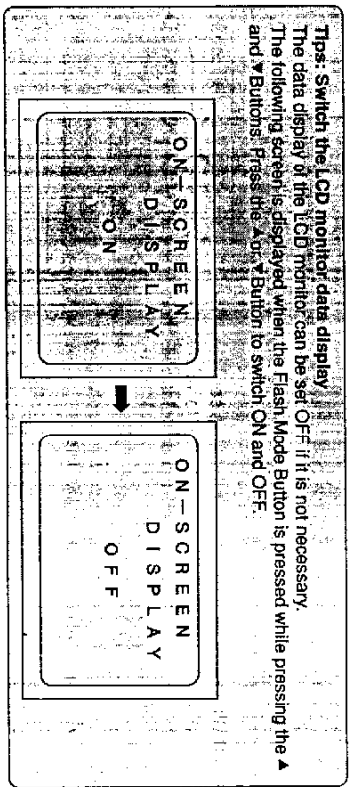 Tips: Switch the LCD monitor data display
The data display of the LCD monitor can be set OFF if it is not necessary.
The following screen is displayed when the Flash Mode Button is pressed while pressing the ▲
and ▼ Buttons. Press the ▲ or ▼ Button to switch ON and OFF.
ON-SCREEN
DISPLAY
ON
ON-SCREEN
DISPLAY
OFF